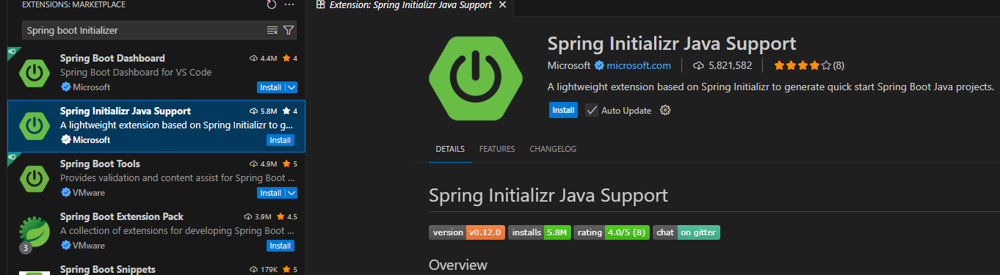 EXTENSIONS: MARKETPLACE
Spring boot Initializer
Spring Boot Dashboard 4.4M 4
Spring Boot Dashboard for VS Code
Microsoft Install
Spring Initializr Java Support 5.8M 4
A lightweight extension based on Spring Initializr to g...
Microsoft Install
Spring Boot Tools 4.9M 5
Provides validation and content assist for Spring Boot ...
VMware Install
Spring Boot Extension Pack 3.9M 4.5
A collection of extensions for developing Spring Boot ...
3 VMware Install
Spring Boot Snippets 179K 5
Extension: Spring Initializr Java Support
Spring Initializr Java Support
Microsoft microsoft.com 5,821,582 (8)
A lightweight extension based on Spring Initializr to generate quick start Spring Boot Java projects.
Install Auto Update
DETAILS FEATURES CHANGELOG
Spring Initializr Java Support
version v0.12.0 installs 5.8M rating 4.0/5 (8) chat on gitter
Overview